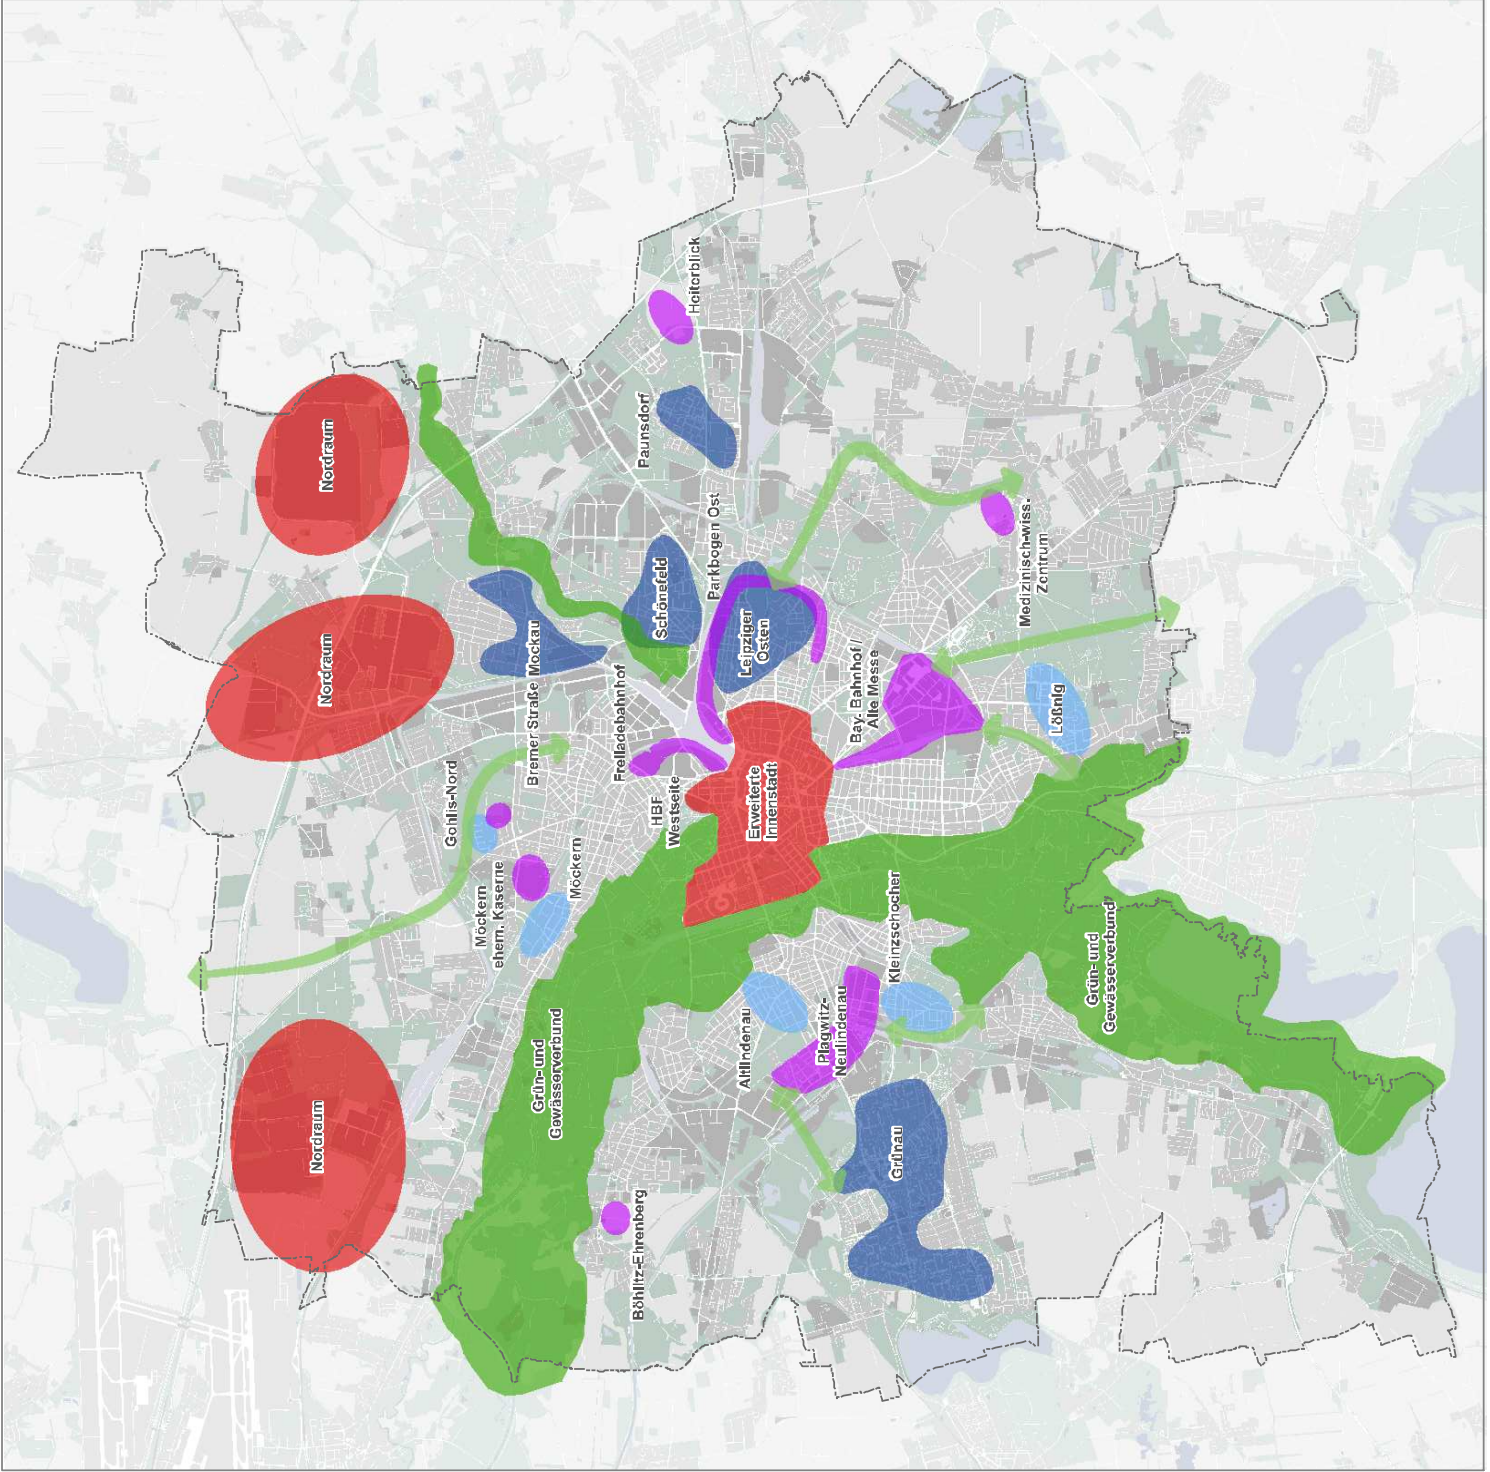 Nordraum
Nordraum
Nordraum
Heiterblick
Paunsdorf
Parkbogen Ost
Schönefeld
Mockau
Bremer Straße
Leipziger
Osten
Freiladebahnhof
HBF
Westseite
Gohlis-Nord
Möckern
ehem. Kaserne
Möckern
Erweiterte
Innenstadt
Bay. Bahnhof /
Alte Messe
Medizinisch-wiss.
Zentrum
Lößnig
Kleinzschocher
Plagwitz-
Neulindenau
Altlindenau
Grünau
Grün- und
Gewässerverbund
Grün- und
Gewässerverbund
Böhlitz-Ehrenberg